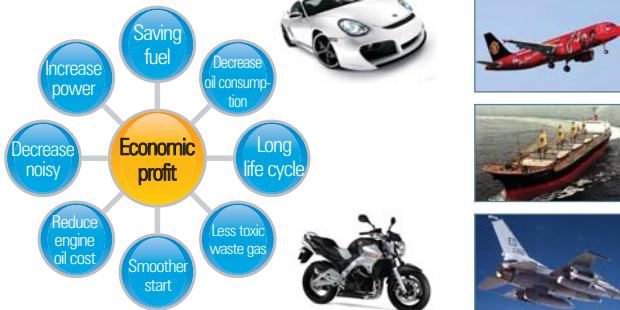 Saving
fuel
Decrease
oil consump-
tion
Long
life cycle
Less toxic
waste gas
Smoother
start
Reduce
engine
oil cost
Decrease
noisy
Increase
power
Economic
profit